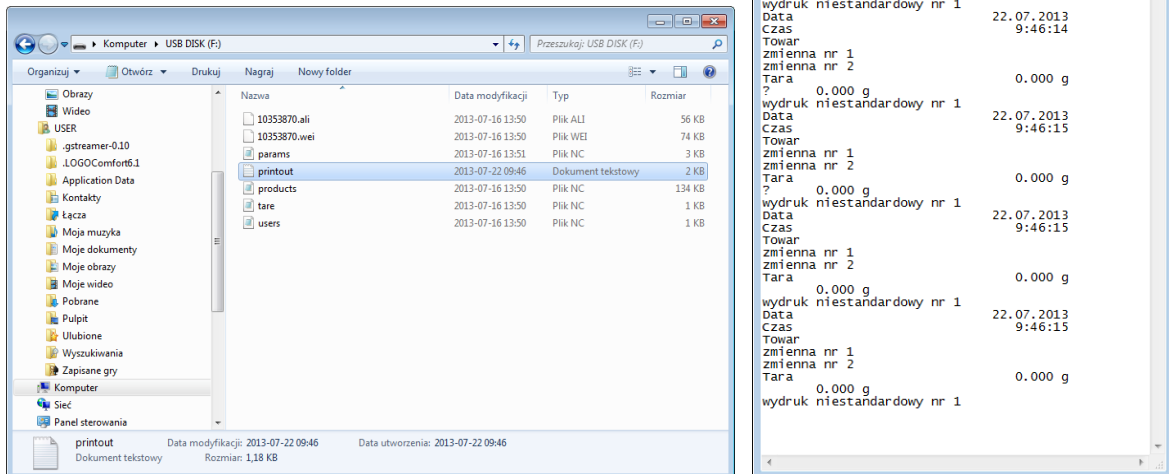 Komputer ▸ USB DISK (F:)
Przeszukaj: USB DISK (F:)
Organizuj Otwórz Drukuj Nagraj Nowy folder
Obrazy
Wideo
USER
.gstreamer-0.10
.LOGOComfort6.1
Application Data
Kontakty
Łącza
Moja muzyka
Moje dokumenty
Moje obrazy
Moje wideo
Pobrane
Pulpit
Ulubione
Wyszukiwania
Zapisane gry
Komputer
Sieć
Panel sterowania
Nazwa Data modyfikacji Typ Rozmiar
10353870.ali 2013-07-16 13:50 Plik ALI 56 KB
10353870.wei 2013-07-16 13:50 Plik WEI 74 KB
params 2013-07-16 13:51 Plik NC 3 KB
printout 2013-07-22 09:46 Dokument tekstowy 2 KB
products 2013-07-16 13:50 Plik NC 134 KB
tare 2013-07-16 13:50 Plik NC 1 KB
users 2013-07-16 13:50 Plik NC 1 KB
printout Data modyfikacji: 2013-07-22 09:46 Data utworzenia: 2013-07-22 09:46
Dokument tekstowy Rozmiar: 1,18 KB
wydruk niestandardowy nr 1
Data 22.07.2013
Czas 9:46:14
Towar
zmienna nr 1
zmienna nr 2
Tara 0.000 g
? 0.000 g
wydruk niestandardowy nr 1
Data 22.07.2013
Czas 9:46:15
Towar
zmienna nr 1
zmienna nr 2
Tara 0.000 g
? 0.000 g
wydruk niestandardowy nr 1
Data 22.07.2013
Czas 9:46:15
Towar
zmienna nr 1
zmienna nr 2
Tara 0.000 g
0.000 g
wydruk niestandardowy nr 1
Data 22.07.2013
Czas 9:46:15
Towar
zmienna nr 1
zmienna nr 2
Tara 0.000 g
0.000 g
wydruk niestandardowy nr 1